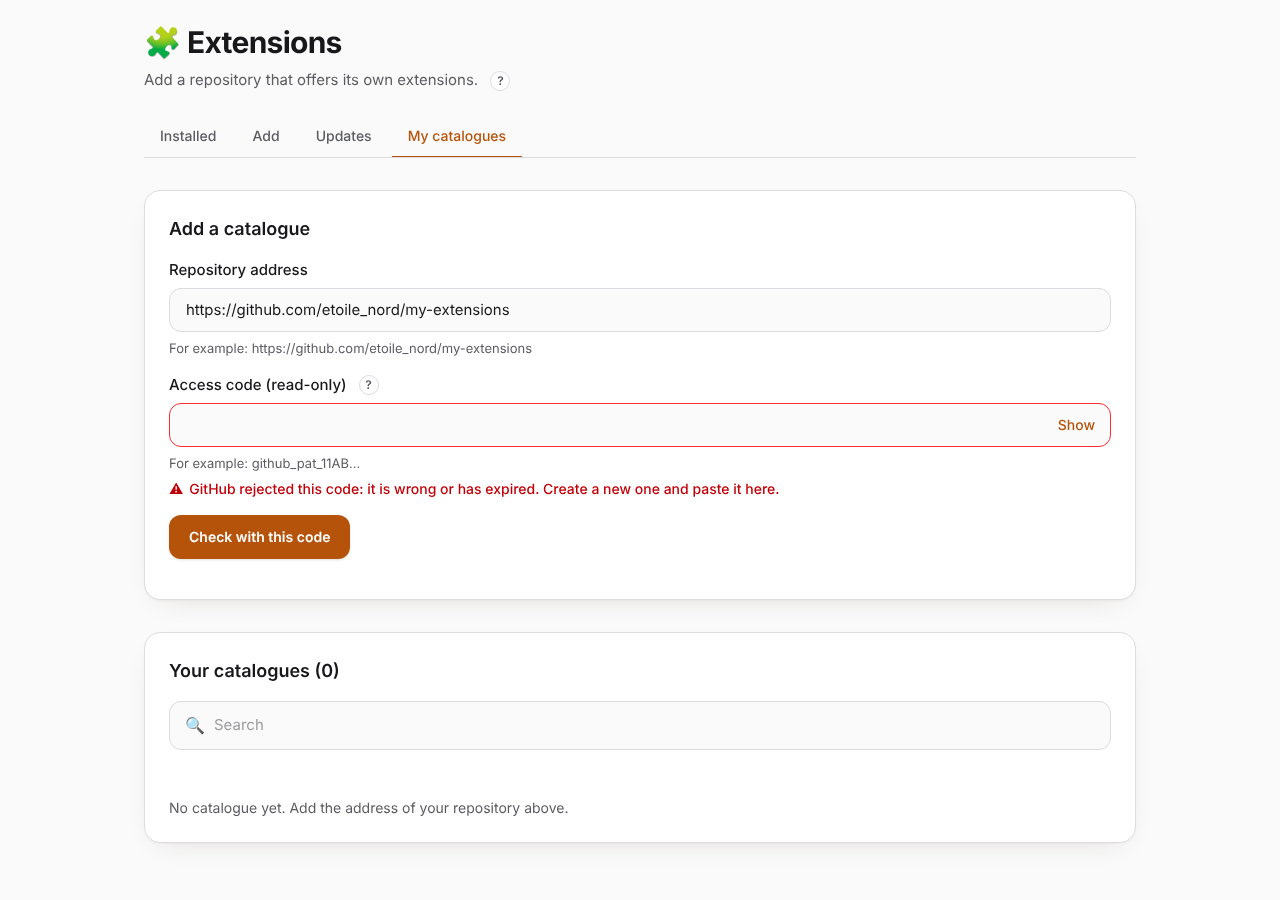 Extensions
Add a repository that offers its own extensions. ?
Installed Add Updates My catalogues
Add a catalogue
Repository address
https://github.com/etoile_nord/my-extensions
For example: https://github.com/etoile_nord/my-extensions
Access code (read-only) ?
Show
For example: github_pat_11AB…
GitHub rejected this code: it is wrong or has expired. Create a new one and paste it here.
Check with this code
Your catalogues (0)
Search
No catalogue yet. Add the address of your repository above.